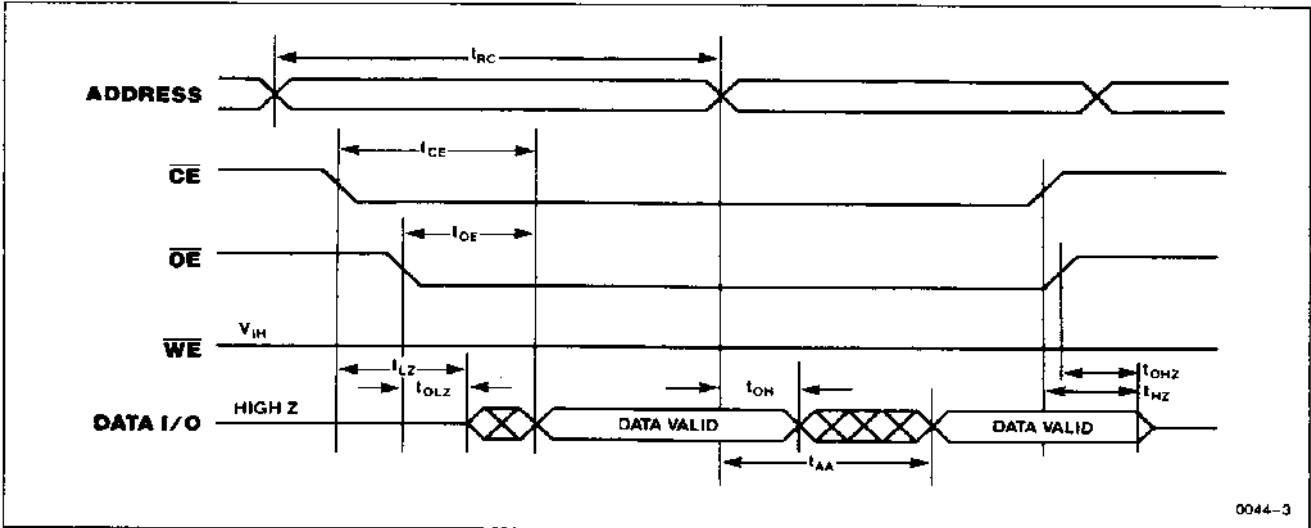 tRC
ADDRESS
tCE
CE
tOE
OE
VIH
WE
tLZ
tOHZ
tOLZ
tOH
tHZ
HIGH Z
DATA I/O
DATA VALID
DATA VALID
tAA
0044-3